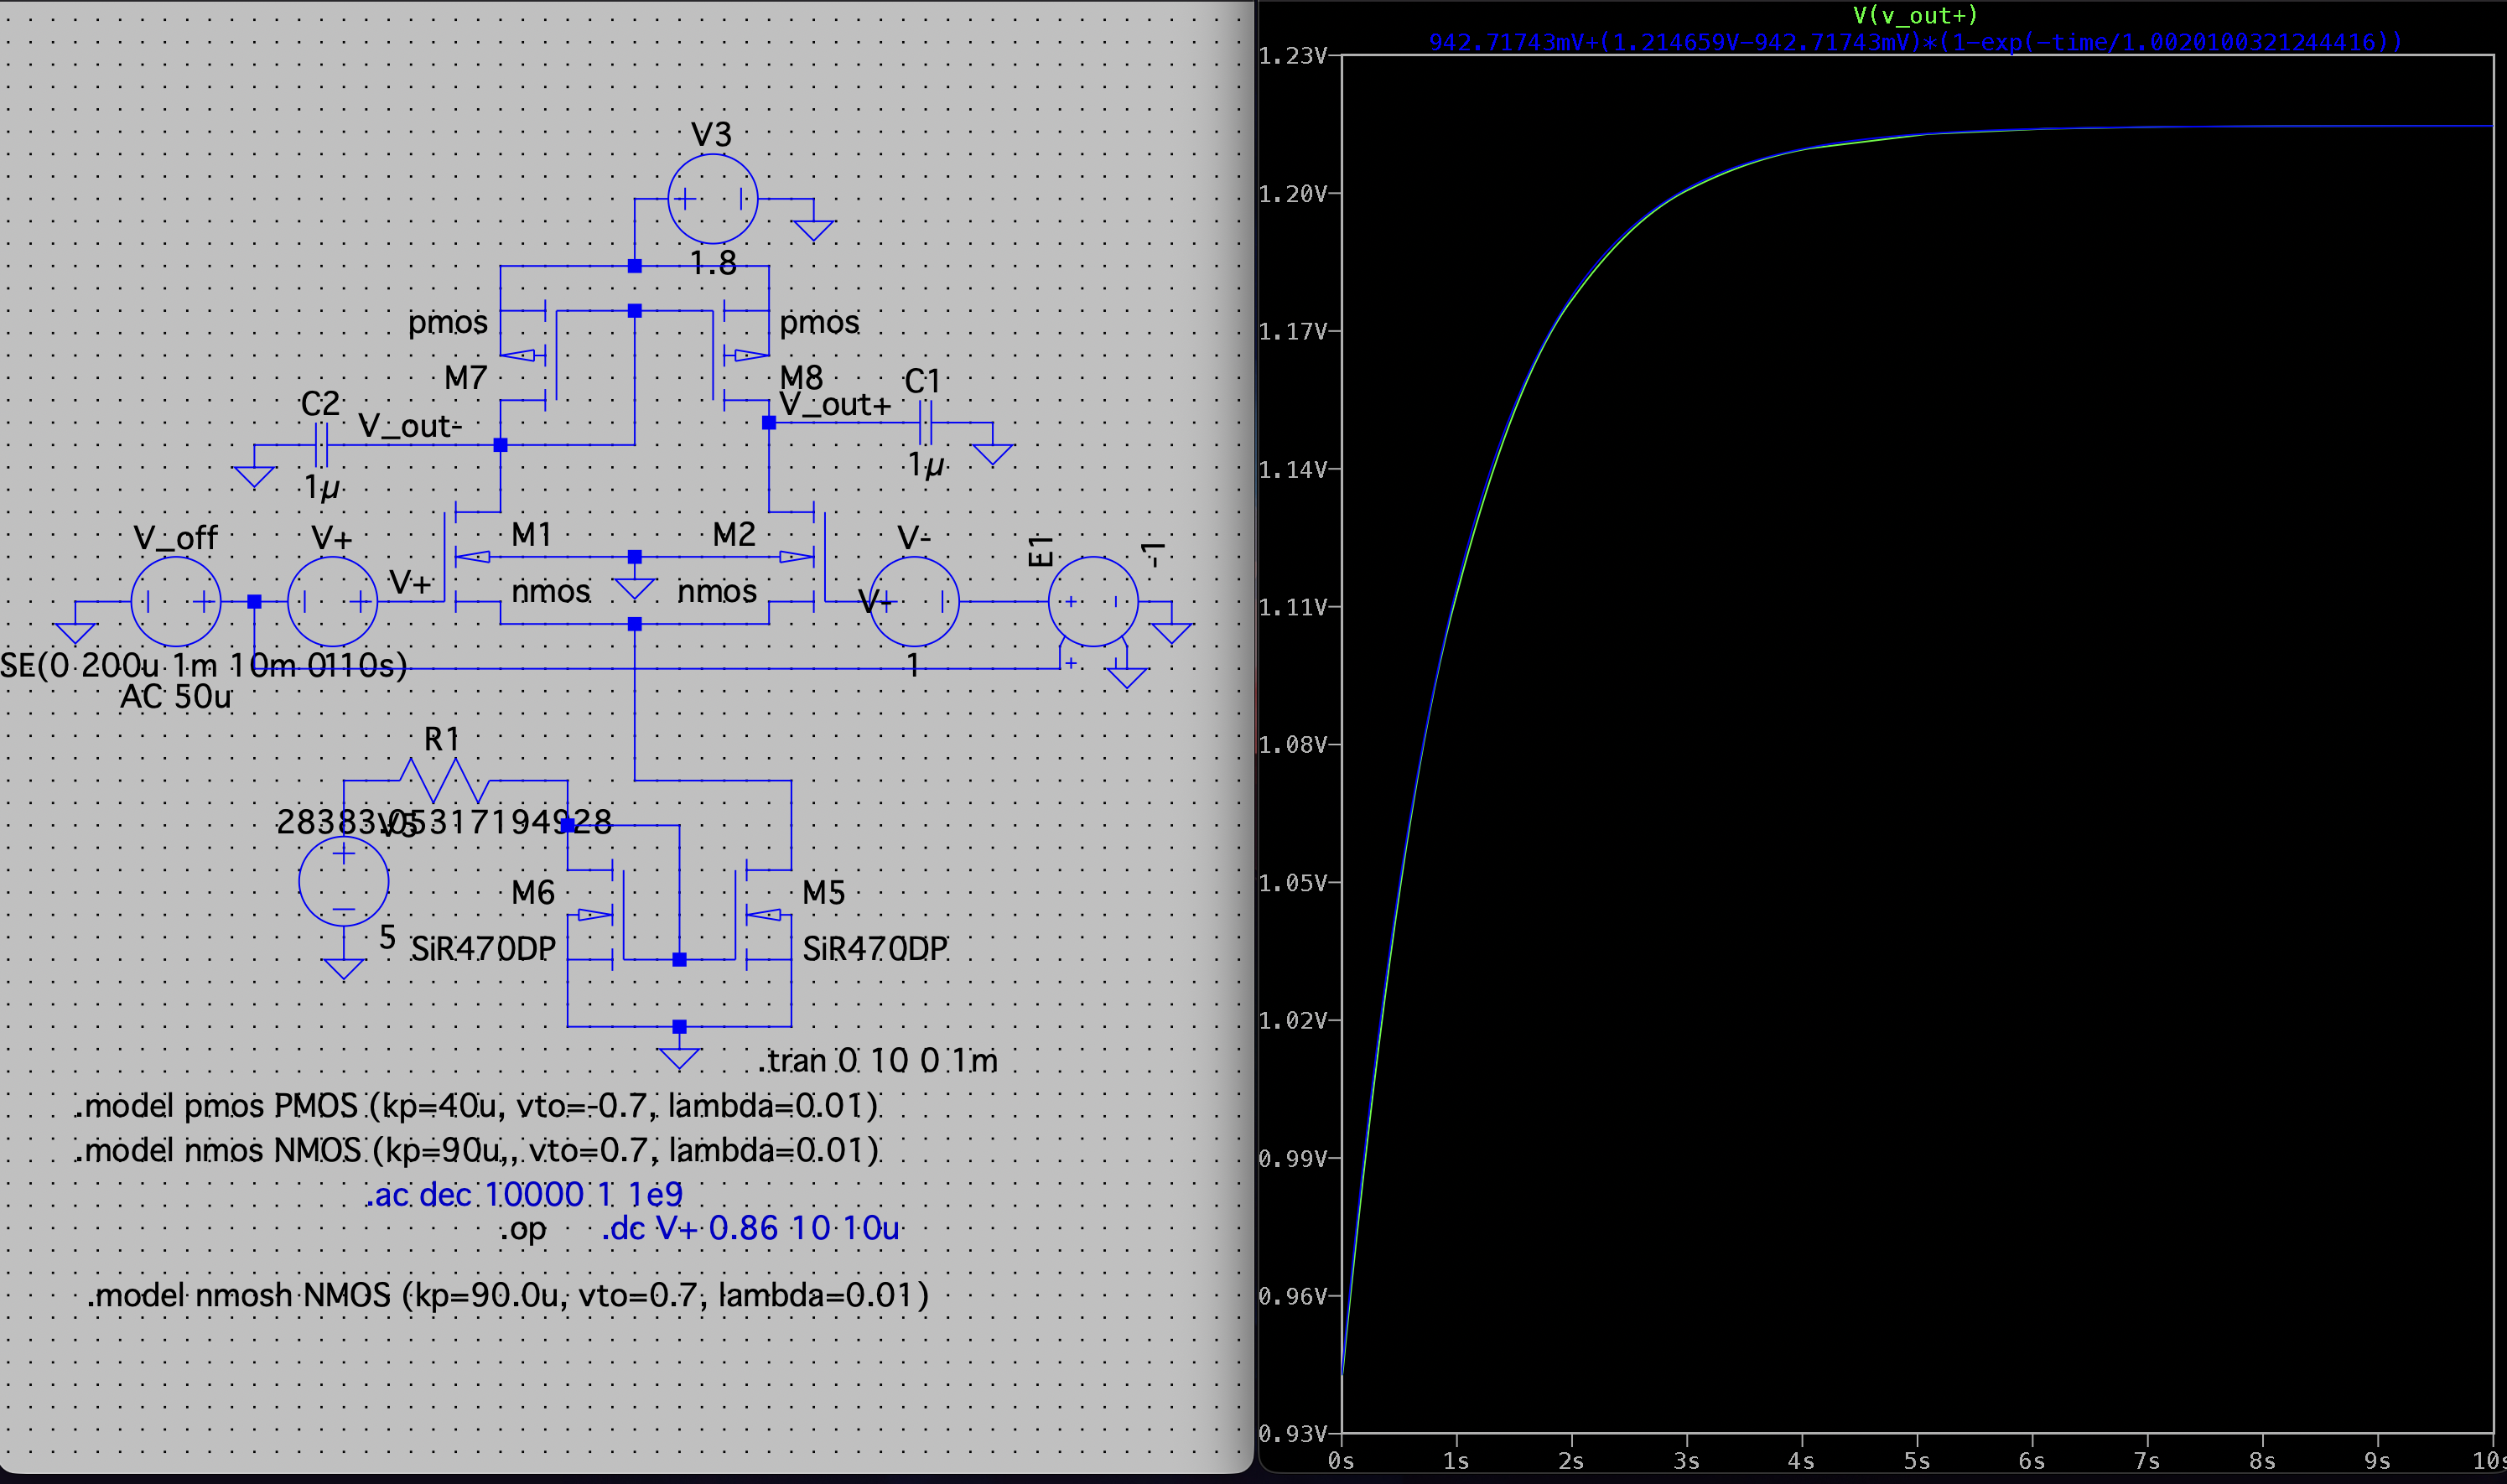 V(v_out+)
942.71743mV+(1.214659V−942.71743mV)*(1−exp(−time/1.0020100321244416))
1.23V
1.20V
1.17V
1.14V
1.11V
1.08V
1.05V
1.02V
0.99V
0.96V
0.93V
0s 1s 2s 3s 4s 5s 6s 7s 8s 9s 10s
V3
1.8
pmos
pmos
M7
M8
C2
V_out-
V_out+
C1
1µ
1µ
V_off
V+
V+
M1
M2
nmos
nmos
V-
V-
1
E1
-1
SE(0 200u 1m 10m 0 10s)
1
AC 50u
R1
28383.05317194928
V5
5
M6
M5
SiR470DP
SiR470DP
.tran 0 10 0 1m
.model pmos PMOS (kp=40u, vto=-0.7, lambda=0.01)
.model nmos NMOS (kp=90u,, vto=0.7, lambda=0.01)
.ac dec 10000 1 1e9
.op
.dc V+ 0.86 10 10u
.model nmosh NMOS (kp=90.0u, vto=0.7, lambda=0.01)